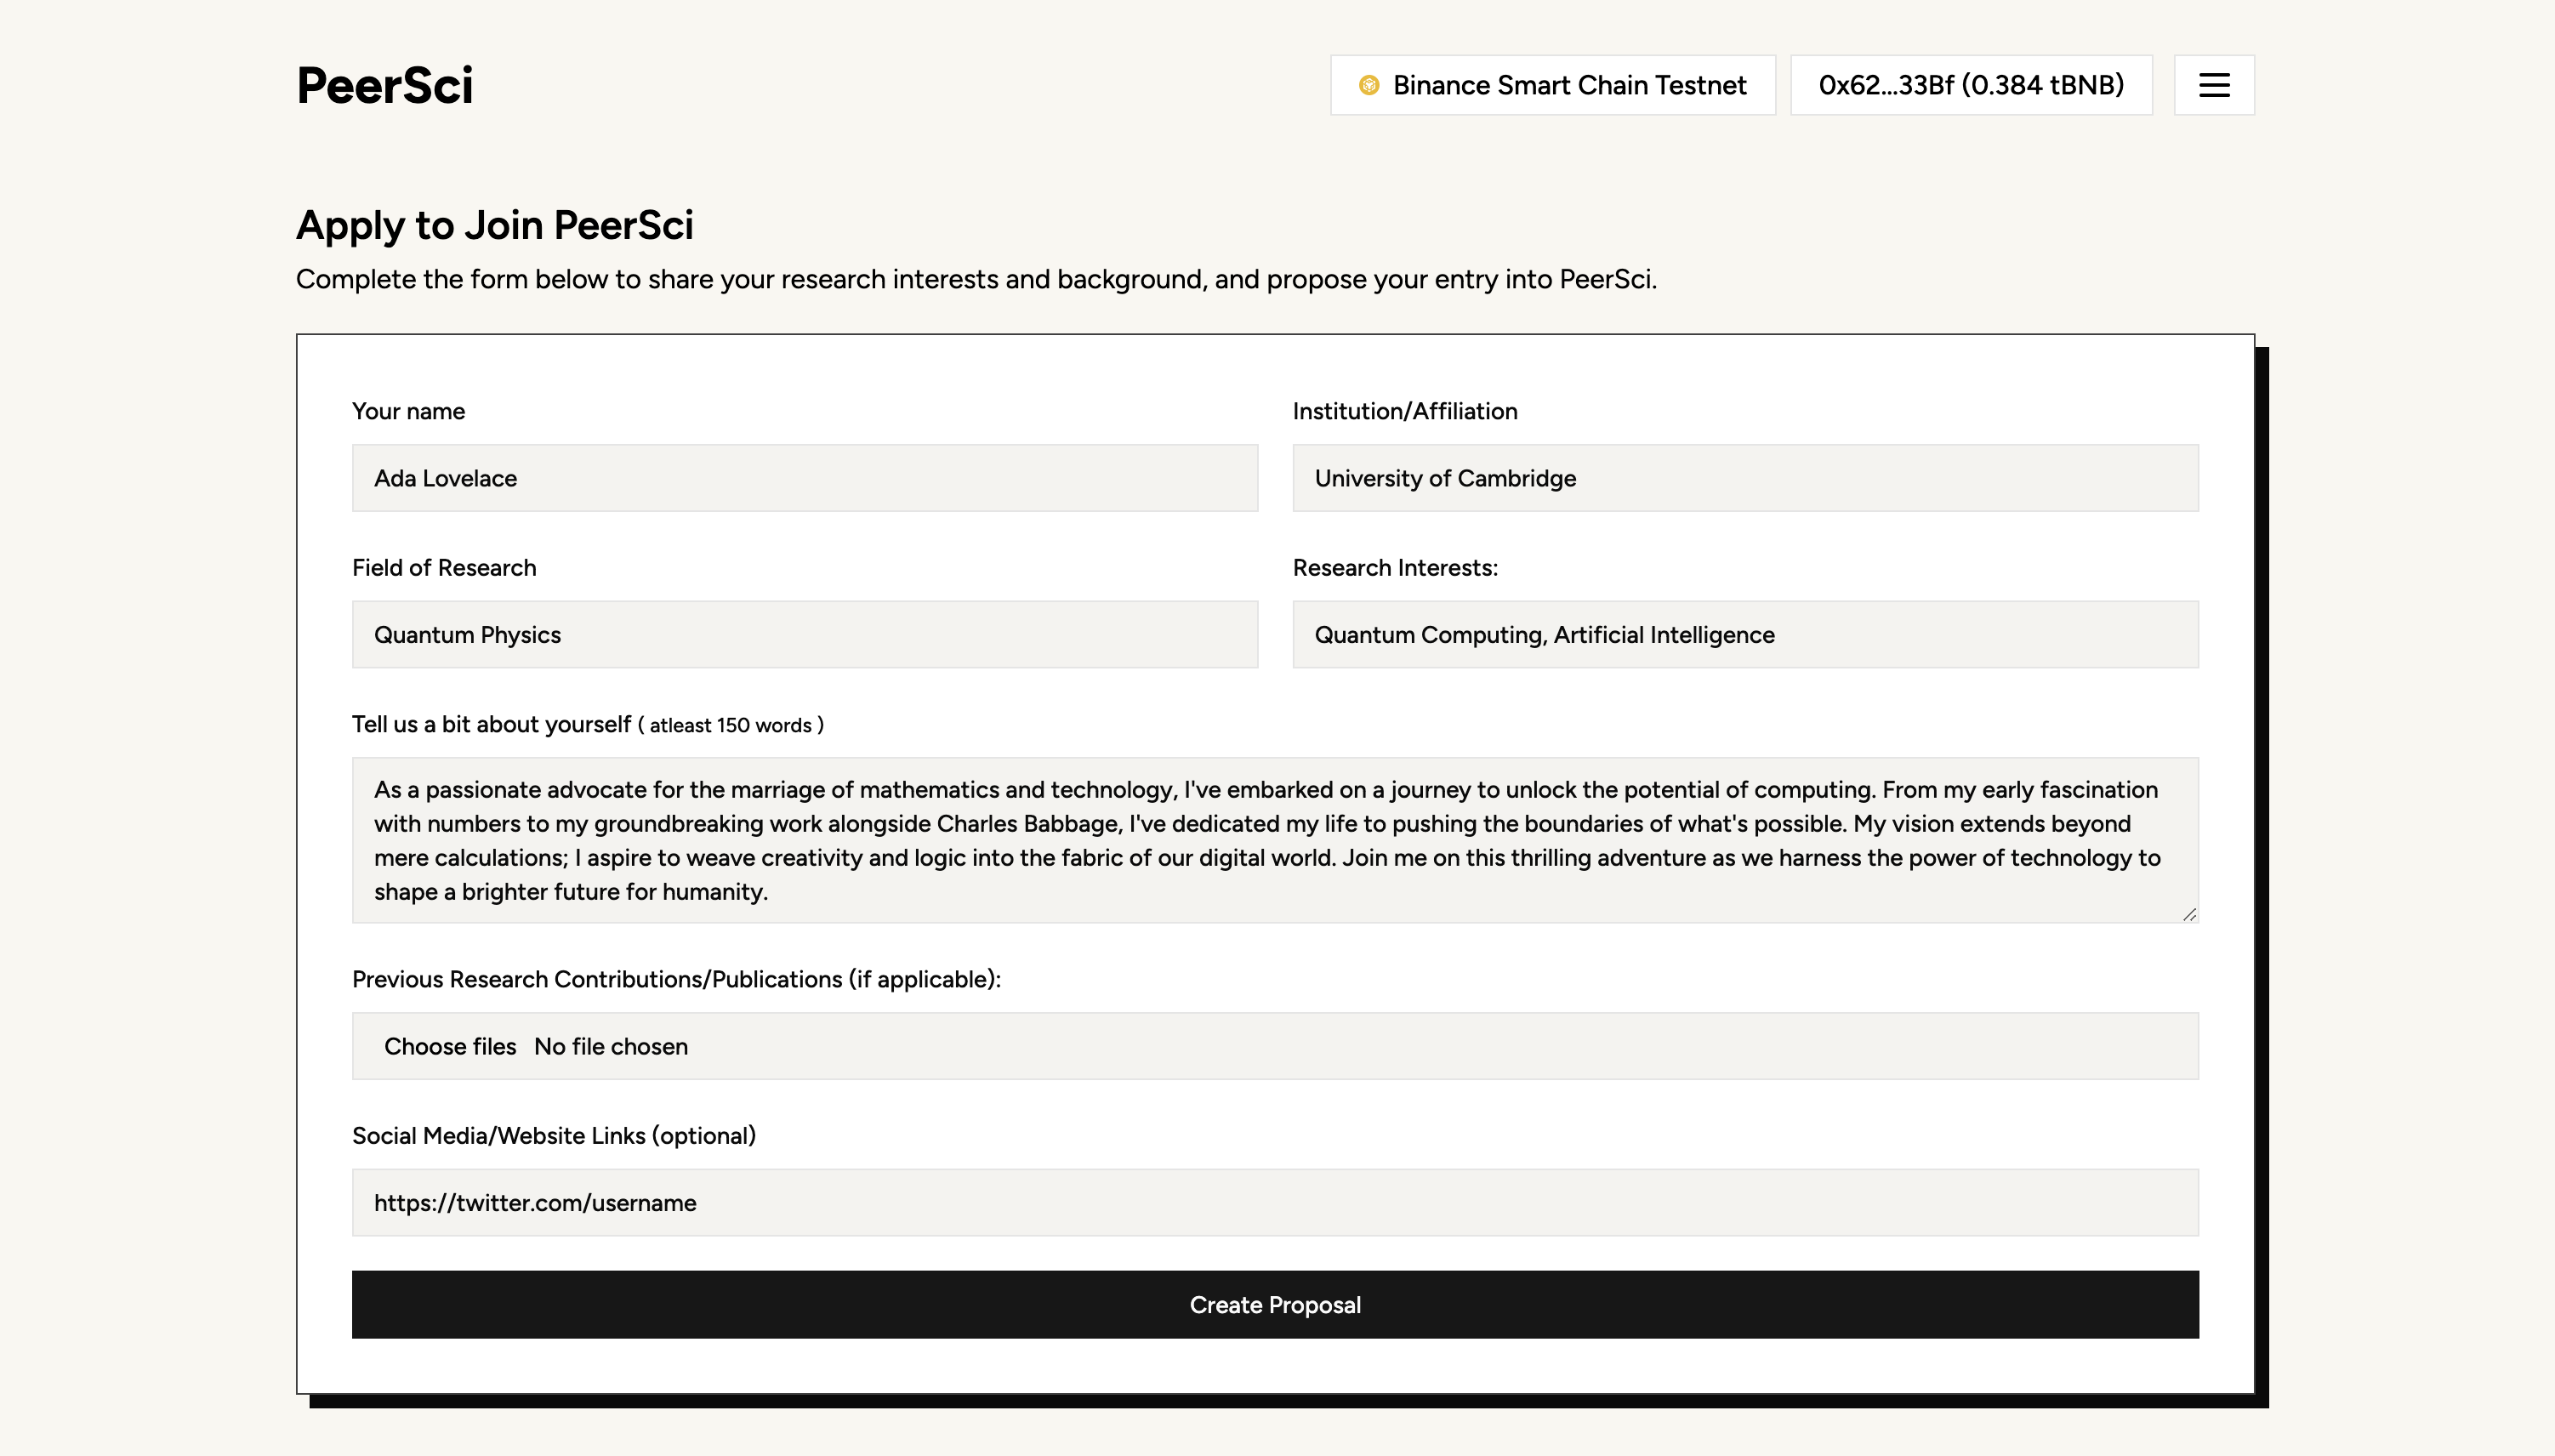 PeerSci
Binance Smart Chain Testnet
0x62...33Bf (0.384 tBNB)
Apply to Join PeerSci
Complete the form below to share your research interests and background, and propose your entry into PeerSci.
Your name
Institution/Affiliation
Ada Lovelace
University of Cambridge
Field of Research
Research Interests:
Quantum Physics
Quantum Computing, Artificial Intelligence
Tell us a bit about yourself ( atleast 150 words )
As a passionate advocate for the marriage of mathematics and technology, I've embarked on a journey to unlock the potential of computing. From my early fascination
with numbers to my groundbreaking work alongside Charles Babbage, I've dedicated my life to pushing the boundaries of what's possible. My vision extends beyond
mere calculations; I aspire to weave creativity and logic into the fabric of our digital world. Join me on this thrilling adventure as we harness the power of technology to
shape a brighter future for humanity.
Previous Research Contributions/Publications (if applicable):
Choose files No file chosen
Social Media/Website Links (optional)
https://twitter.com/username
Create Proposal